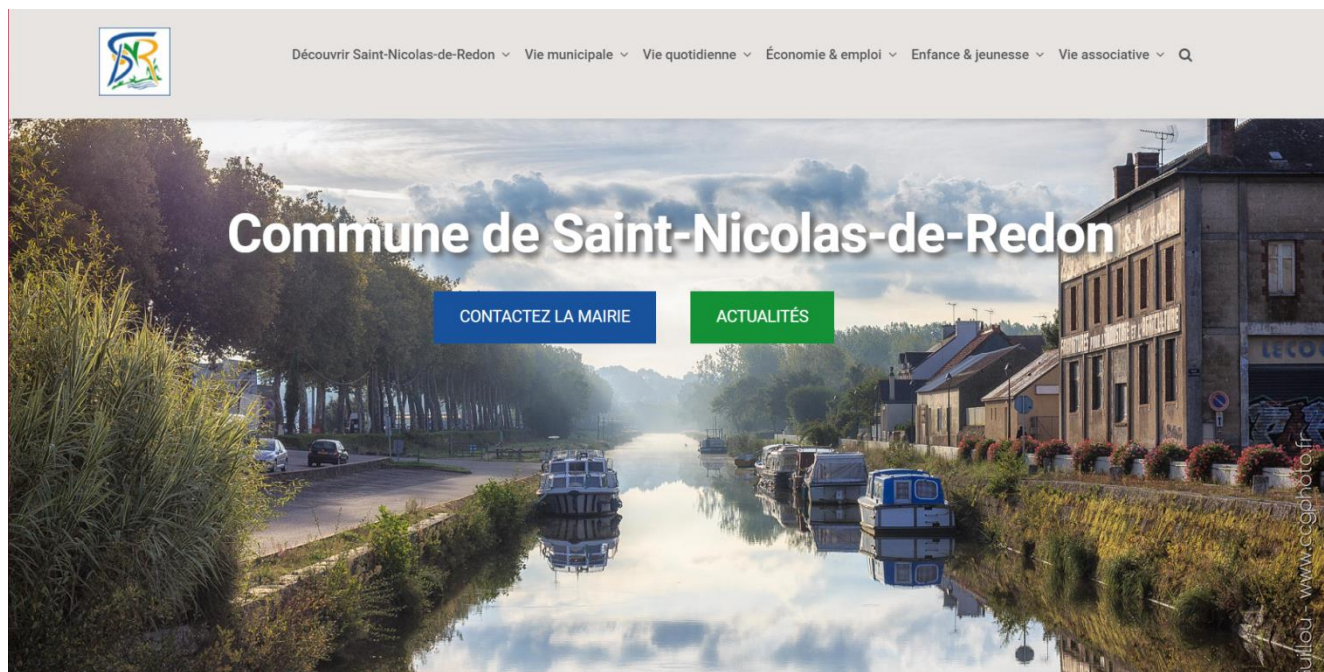 Découvrir Saint-Nicolas-de-Redon Vie municipale Vie quotidienne Économie & emploi Enfance & jeunesse Vie associative
Commune de Saint-Nicolas-de-Redon
CONTACTEZ LA MAIRIE ACTUALITÉS
LECO
www.ccgphoto.fr